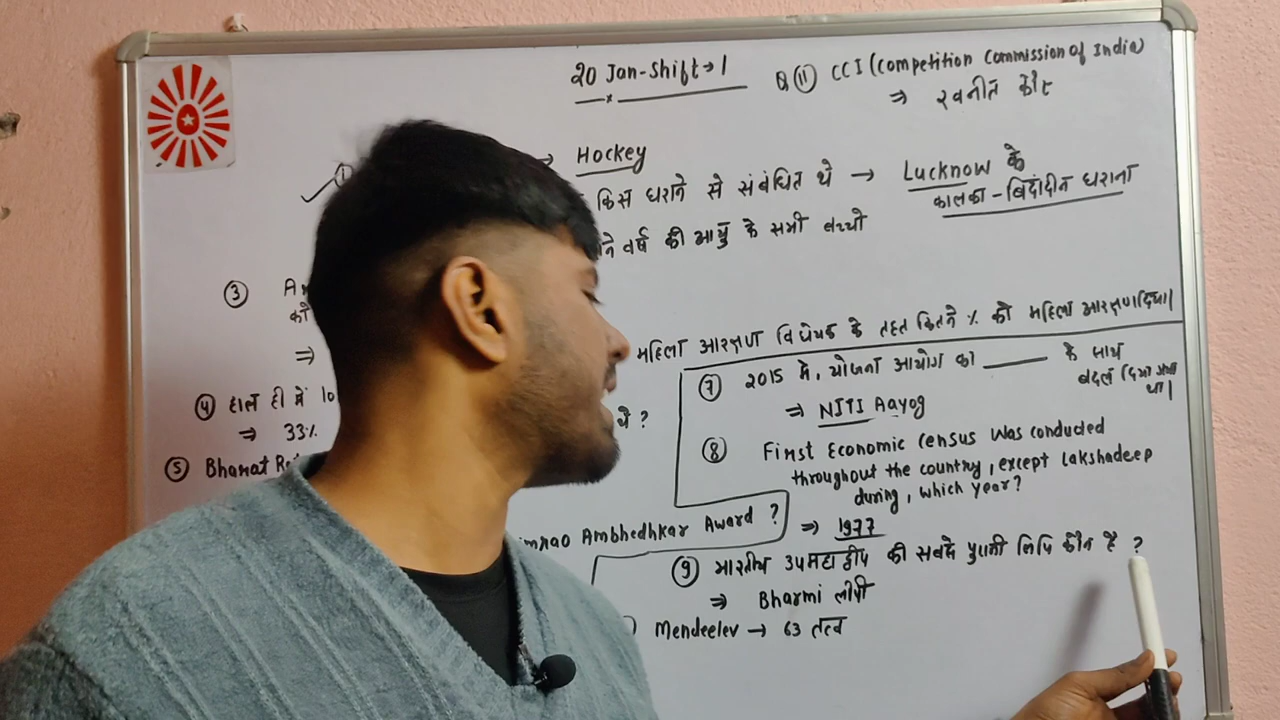 20 Jan-Shift→1
Q (11) CCI (Competition Commission of India)
⇒ रवनीत कौर
→ Hockey
किस घराने से संबंधित थे → Lucknow के
कालका-बिंदादीन घराना
ने वर्ष की आयु के सभी बच्चो
(3)
को
⇒
महिला आरक्षण विधेयक के तहत कितने % को महिला आरक्षण दिया|
(4) हाल ही में
थे ?
⇒ 33%
(5) Bharat
Ambhedhkar Award ?
(7) 2015 मे, योजना आयोग का ______ के साथ
बदल दिया गया
था|
⇒ NITI Aayog
(8) First Economic Census was conducted
throughout the country, except Lakshadeep
during, which year?
⇒ 1977
(9) भारतीय उपमहाद्वीप की सबसे पुरानी लिपि कौन है ?
⇒ Bharmi लीपी
Mendeelev → 63 तत्व